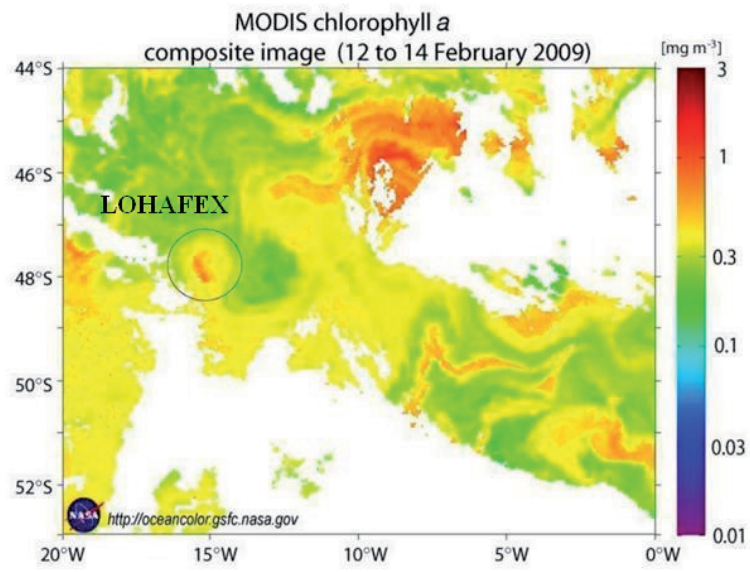 MODIS chlorophyll a
composite image (12 to 14 February 2009)
[mg m-3]
44°S
46°S
48°S
50°S
52°S
LOHAFEX
3
1
0.3
0.1
0.03
0.01
NASA
http://oceancolor.gsfc.nasa.gov
20°W
15°W
10°W
5°W
0°W